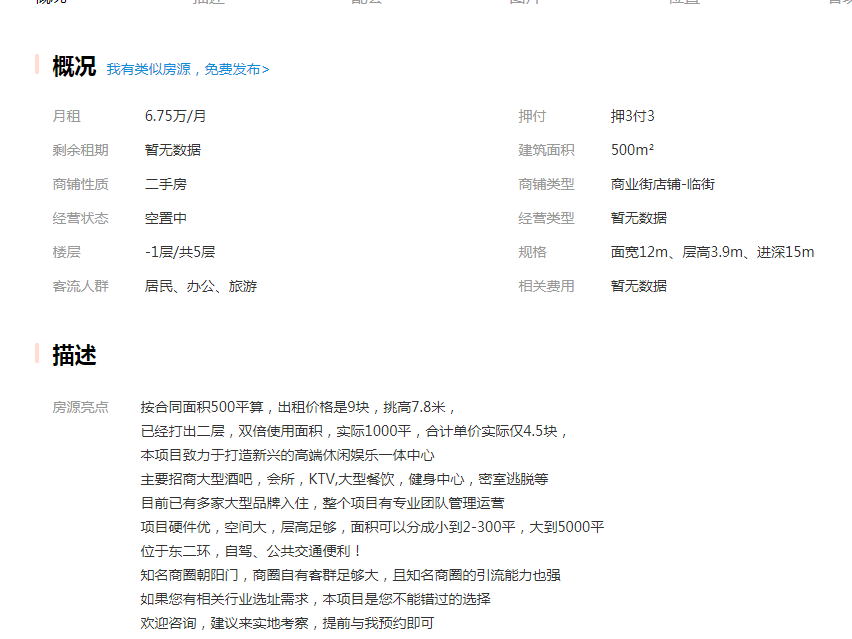 概况 我有类似房源，免费发布>
月租 6.75万/月 押付 押3付3
剩余租期 暂无数据 建筑面积 500m²
商铺性质 二手房 商铺类型 商业街店铺-临街
经营状态 空置中 经营类型 暂无数据
楼层 -1层/共5层 规格 面宽12m、层高3.9m、进深15m
客流人群 居民、办公、旅游 相关费用 暂无数据
描述
房源亮点 按合同面积500平算，出租价格是9块，挑高7.8米，
已经打出二层，双倍使用面积，实际1000平，合计单价实际仅4.5块，
本项目致力于打造新兴的高端休闲娱乐一体中心
主要招商大型酒吧，会所，KTV,大型餐饮，健身中心，密室逃脱等
目前已有多家大型品牌入住，整个项目有专业团队管理运营
项目硬件优，空间大，层高足够，面积可以分成小到2-300平，大到5000平
位于东二环，自驾、公共交通便利！
知名商圈朝阳门，商圈自有客群足够大，且知名商圈的引流能力也强
如果您有相关行业选址需求，本项目是您不能错过的选择
欢迎咨询，建议来实地考察，提前与我预约即可